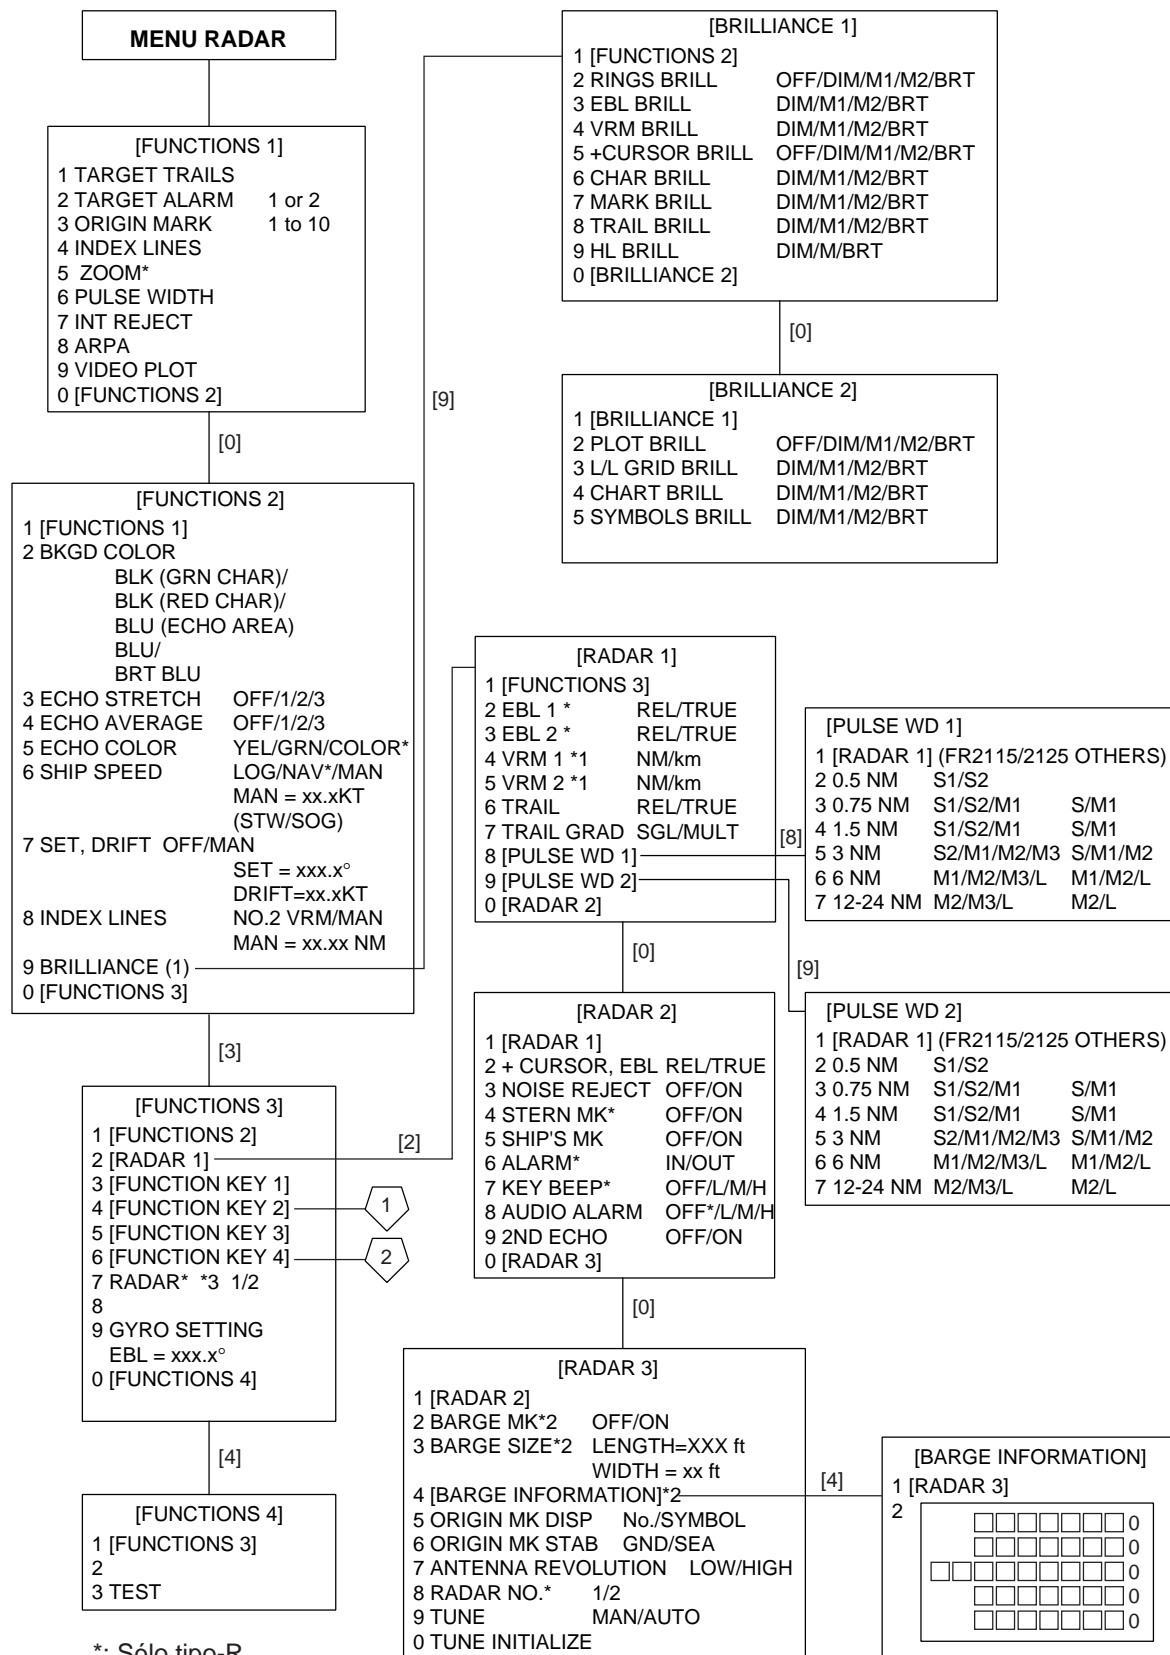 MENU RADAR
[FUNCTIONS 1]
1 TARGET TRAILS
2 TARGET ALARM 1 or 2
3 ORIGIN MARK 1 to 10
4 INDEX LINES
5 ZOOM*
6 PULSE WIDTH
7 INT REJECT
8 ARPA
9 VIDEO PLOT
0 [FUNCTIONS 2]
[0]
[FUNCTIONS 2]
1 [FUNCTIONS 1]
2 BKGD COLOR
BLK (GRN CHAR)/
BLK (RED CHAR)/
BLU (ECHO AREA)
BLU/
BRT BLU
3 ECHO STRETCH OFF/1/2/3
4 ECHO AVERAGE OFF/1/2/3
5 ECHO COLOR YEL/GRN/COLOR*
6 SHIP SPEED LOG/NAV*/MAN
MAN = xx.xKT
(STW/SOG)
7 SET, DRIFT OFF/MAN
SET = xxx.x°
DRIFT=xx.xKT
8 INDEX LINES NO.2 VRM/MAN
MAN = xx.xx NM
9 BRILLIANCE (1)
0 [FUNCTIONS 3]
[3]
[FUNCTIONS 3]
1 [FUNCTIONS 2]
2 [RADAR 1]
3 [FUNCTION KEY 1]
4 [FUNCTION KEY 2] 1
5 [FUNCTION KEY 3]
6 [FUNCTION KEY 4] 2
7 RADAR* *3 1/2
8
9 GYRO SETTING
EBL = xxx.x°
0 [FUNCTIONS 4]
[4]
[FUNCTIONS 4]
1 [FUNCTIONS 3]
2
3 TEST
*: Sólo tipo-R
[9]
[BRILLIANCE 1]
1 [FUNCTIONS 2]
2 RINGS BRILL OFF/DIM/M1/M2/BRT
3 EBL BRILL DIM/M1/M2/BRT
4 VRM BRILL DIM/M1/M2/BRT
5 +CURSOR BRILL OFF/DIM/M1/M2/BRT
6 CHAR BRILL DIM/M1/M2/BRT
7 MARK BRILL DIM/M1/M2/BRT
8 TRAIL BRILL DIM/M1/M2/BRT
9 HL BRILL DIM/M/BRT
0 [BRILLIANCE 2]
[0]
[BRILLIANCE 2]
1 [BRILLIANCE 1]
2 PLOT BRILL OFF/DIM/M1/M2/BRT
3 L/L GRID BRILL DIM/M1/M2/BRT
4 CHART BRILL DIM/M1/M2/BRT
5 SYMBOLS BRILL DIM/M1/M2/BRT
[2]
[RADAR 1]
1 [FUNCTIONS 3]
2 EBL 1 * REL/TRUE
3 EBL 2 * REL/TRUE
4 VRM 1 *1 NM/km
5 VRM 2 *1 NM/km
6 TRAIL REL/TRUE
7 TRAIL GRAD SGL/MULT
8 [PULSE WD 1]
9 [PULSE WD 2]
0 [RADAR 2]
[8]
[PULSE WD 1]
1 [RADAR 1] (FR2115/2125 OTHERS)
2 0.5 NM S1/S2
3 0.75 NM S1/S2/M1 S/M1
4 1.5 NM S1/S2/M1 S/M1
5 3 NM S2/M1/M2/M3 S/M1/M2
6 6 NM M1/M2/M3/L M1/M2/L
7 12-24 NM M2/M3/L M2/L
[9]
[PULSE WD 2]
1 [RADAR 1] (FR2115/2125 OTHERS)
2 0.5 NM S1/S2
3 0.75 NM S1/S2/M1 S/M1
4 1.5 NM S1/S2/M1 S/M1
5 3 NM S2/M1/M2/M3 S/M1/M2
6 6 NM M1/M2/M3/L M1/M2/L
7 12-24 NM M2/M3/L M2/L
[0]
[RADAR 2]
1 [RADAR 1]
2 + CURSOR, EBL REL/TRUE
3 NOISE REJECT OFF/ON
4 STERN MK* OFF/ON
5 SHIP'S MK OFF/ON
6 ALARM* IN/OUT
7 KEY BEEP* OFF/L/M/H
8 AUDIO ALARM OFF*/L/M/H
9 2ND ECHO OFF/ON
0 [RADAR 3]
[0]
[RADAR 3]
1 [RADAR 2]
2 BARGE MK*2 OFF/ON
3 BARGE SIZE*2 LENGTH=XXX ft
WIDTH = xx ft
4 [BARGE INFORMATION]*2
5 ORIGIN MK DISP No./SYMBOL
6 ORIGIN MK STAB GND/SEA
7 ANTENNA REVOLUTION LOW/HIGH
8 RADAR NO.* 1/2
9 TUNE MAN/AUTO
0 TUNE INITIALIZE
[4]
[BARGE INFORMATION]
1 [RADAR 3]
2
□□□□□□□0
□□□□□□□0
□□□□□□□□□0
□□□□□□□0
□□□□□□□0